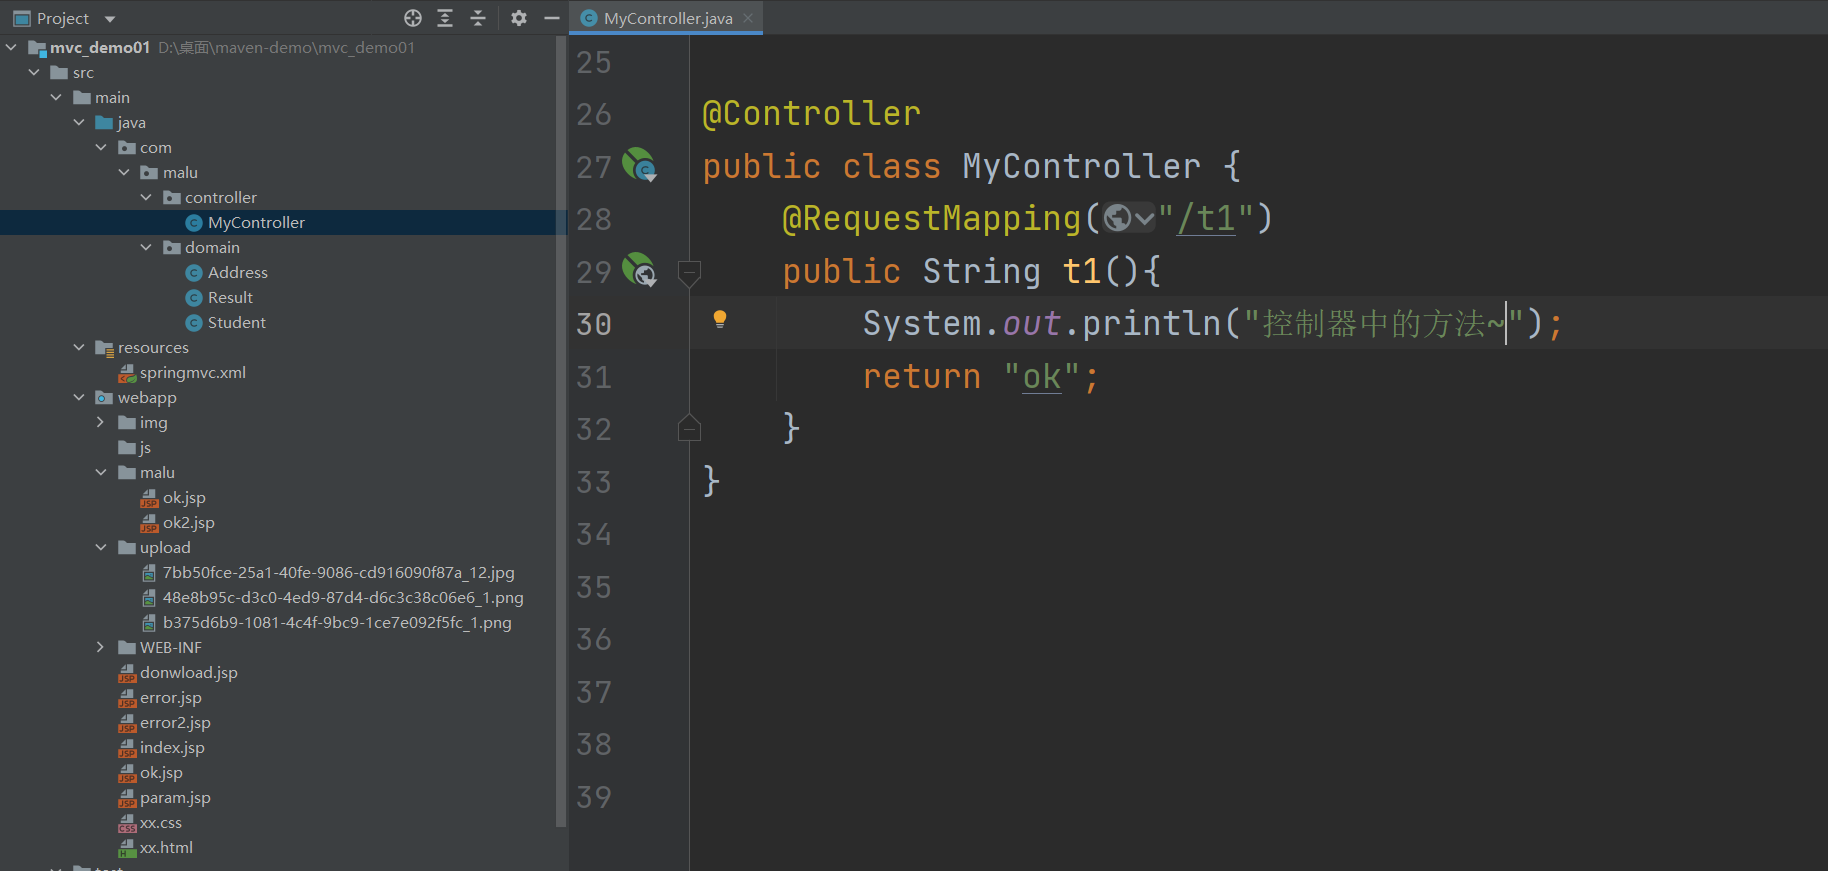 Project
mvc_demo01 D:\桌面\maven-demo\mvc_demo01
src
main
java
com
malu
controller
MyController
domain
Address
Result
Student
resources
springmvc.xml
webapp
img
js
malu
ok.jsp
ok2.jsp
upload
7bb50fce-25a1-40fe-9086-cd916090f87a_12.jpg
48e8b95c-d3c0-4ed9-87d4-d6c3c38c06e6_1.png
b375d6b9-1081-4c4f-9bc9-1ce7e092f5fc_1.png
WEB-INF
donwload.jsp
error.jsp
error2.jsp
index.jsp
ok.jsp
param.jsp
xx.css
xx.html
MyController.java
25
26 @Controller
27 public class MyController {
28 @RequestMapping("/t1")
29 public String t1(){
30 System.out.println("控制器中的方法~");
31 return "ok";
32 }
33 }
34
35
36
37
38
39